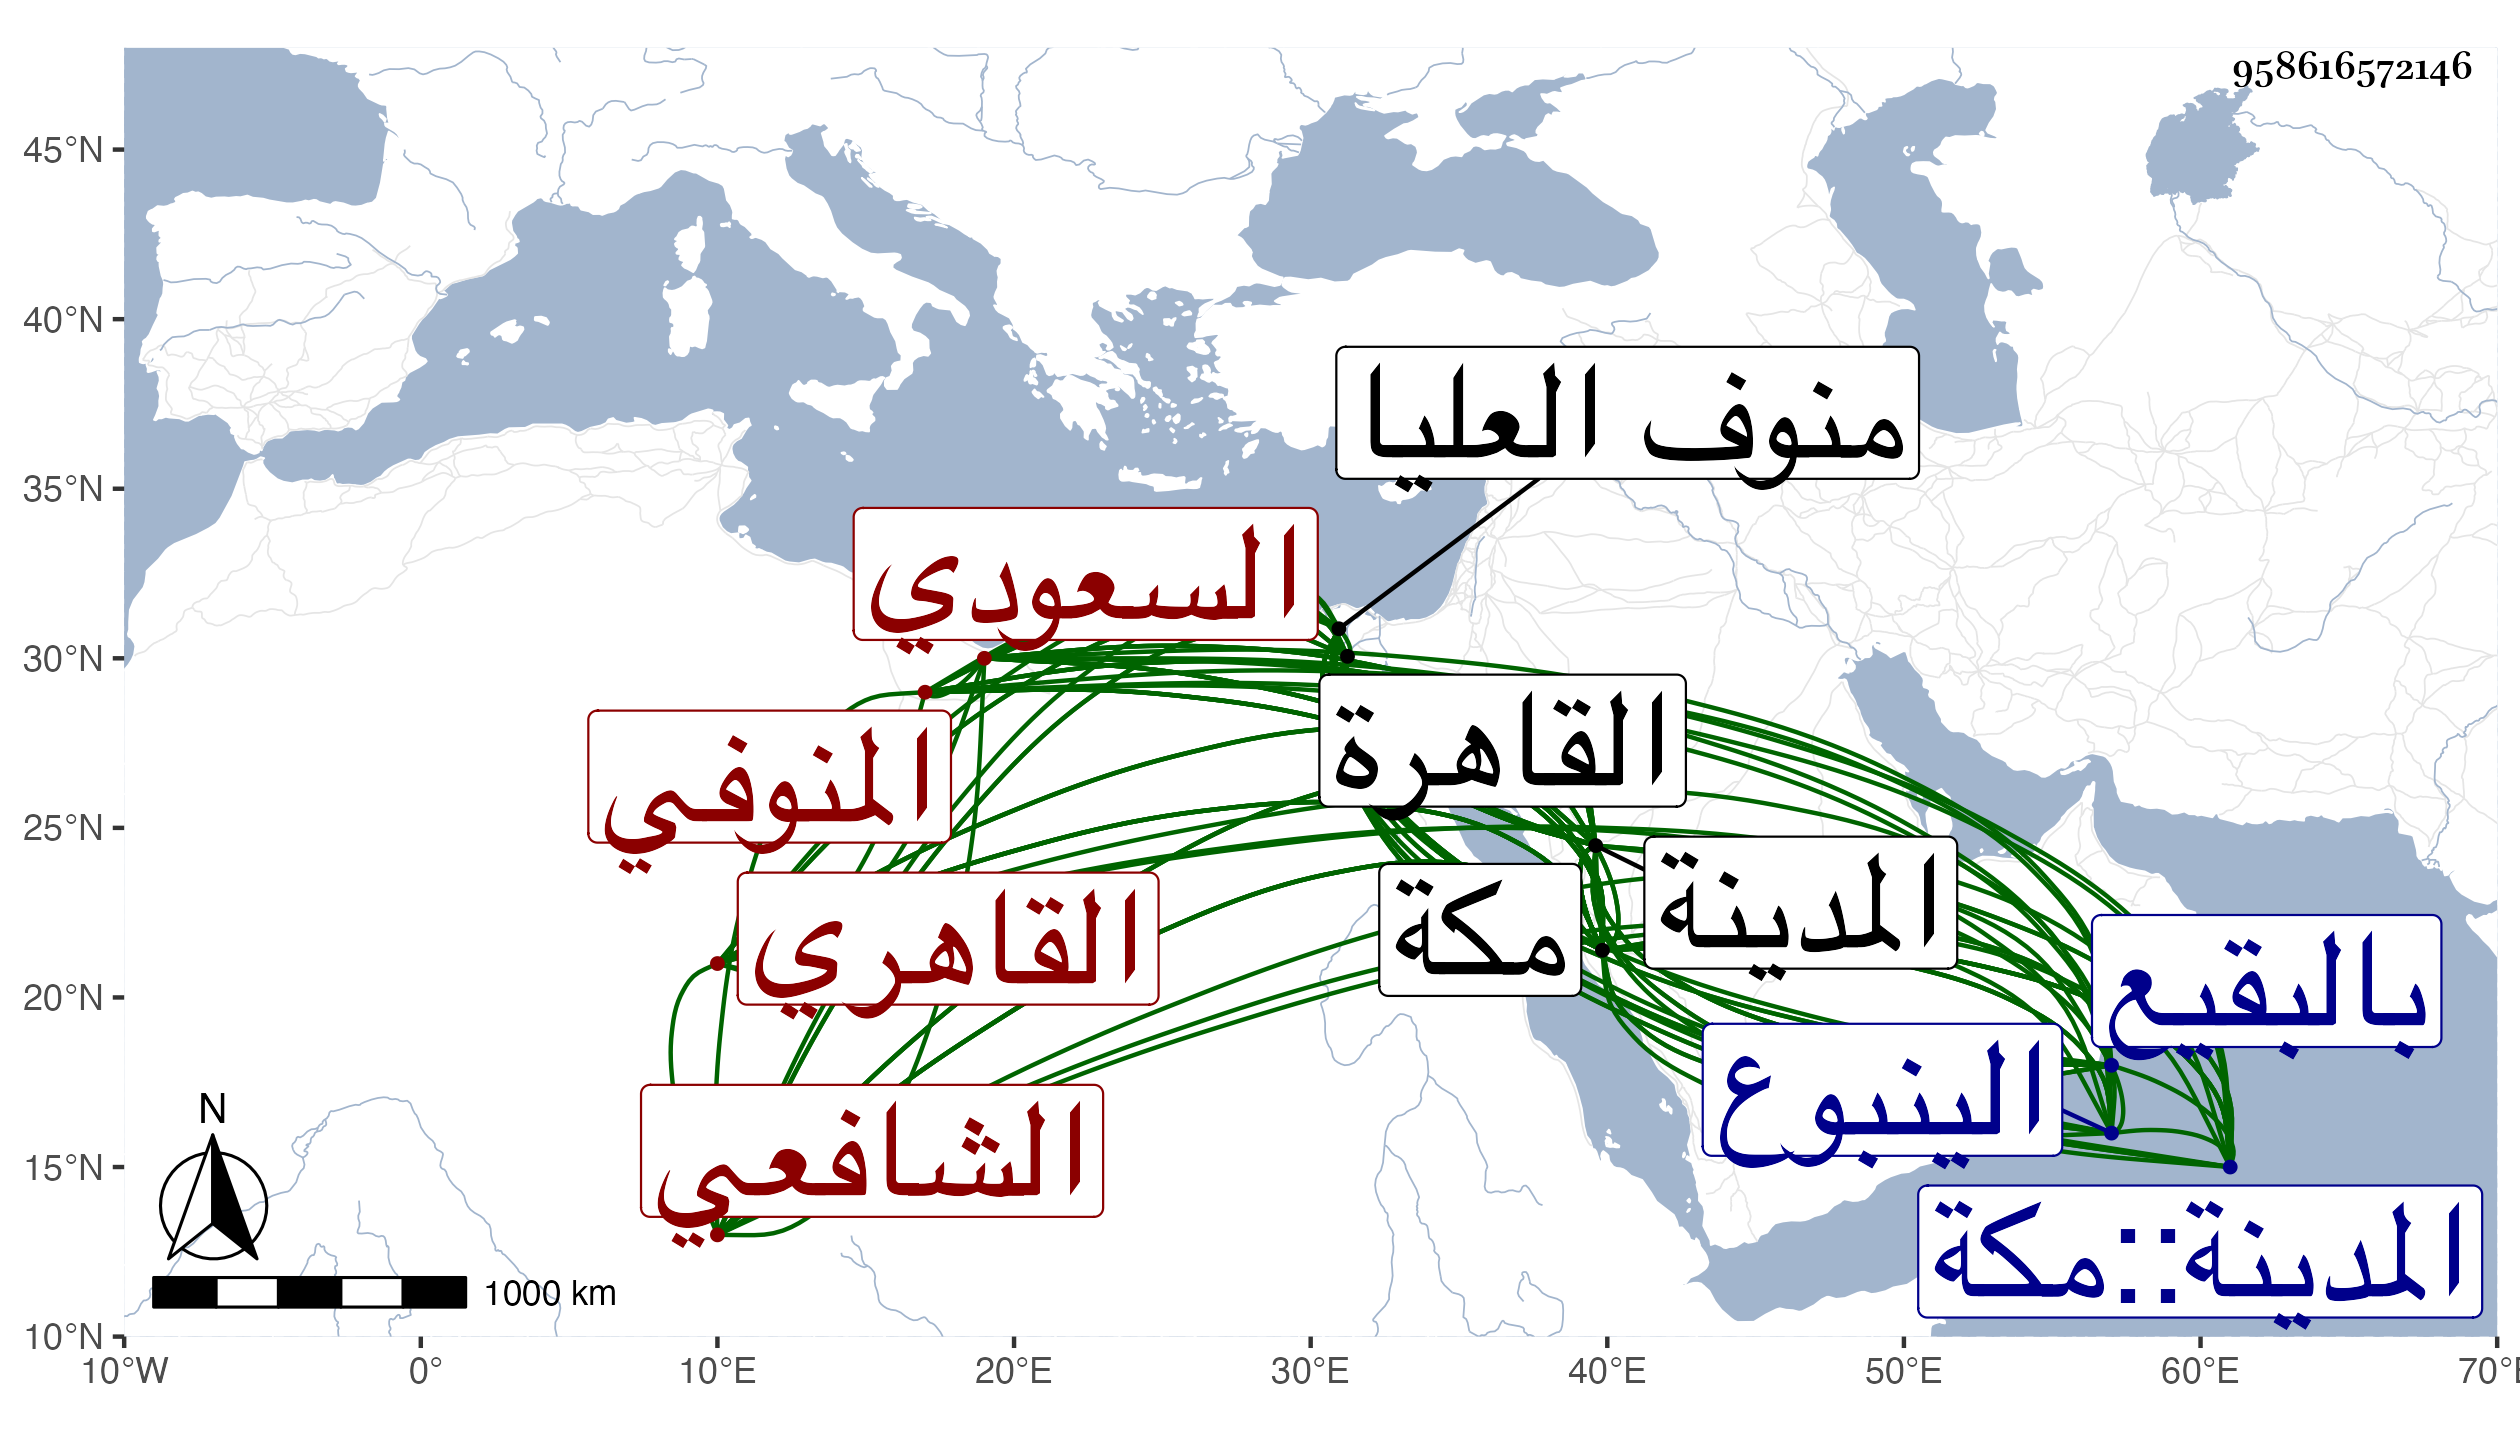 958616572146
45°N
40°N
35°N
30°N
25°N
20°N
15°N
10°N
منوف العليا
السعودي
القاهرة
المنوفي
المدينة
مكة
القاهري
بالبقيع
الينبوع
الشافعي
المدينة::مكة
N
1000 km
10°W 0° 10°E 20°E 30°E 40°E 50°E 60°E 70°E